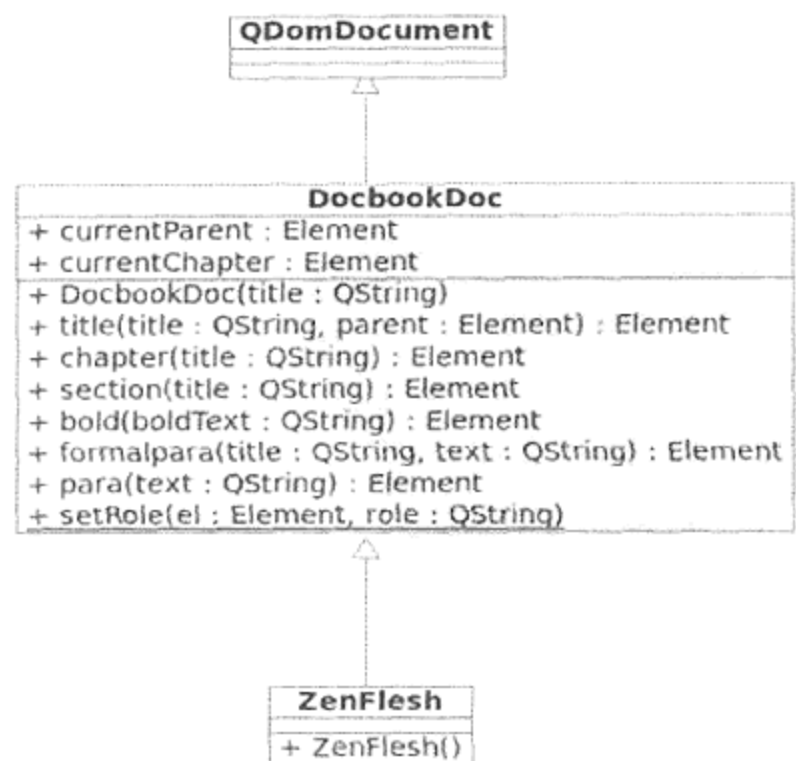 QDomDocument
DocbookDoc
+ currentParent : Element
+ currentChapter : Element
+ DocbookDoc(title : QString)
+ title(title : QString, parent : Element) : Element
+ chapter(title : QString) : Element
+ section(title : QString) : Element
+ bold(boldText : QString) : Element
+ formalpara(title : QString, text : QString) : Element
+ para(text : QString) : Element
+ setRole(el : Element, role : QString)
ZenFlesh
+ ZenFlesh()